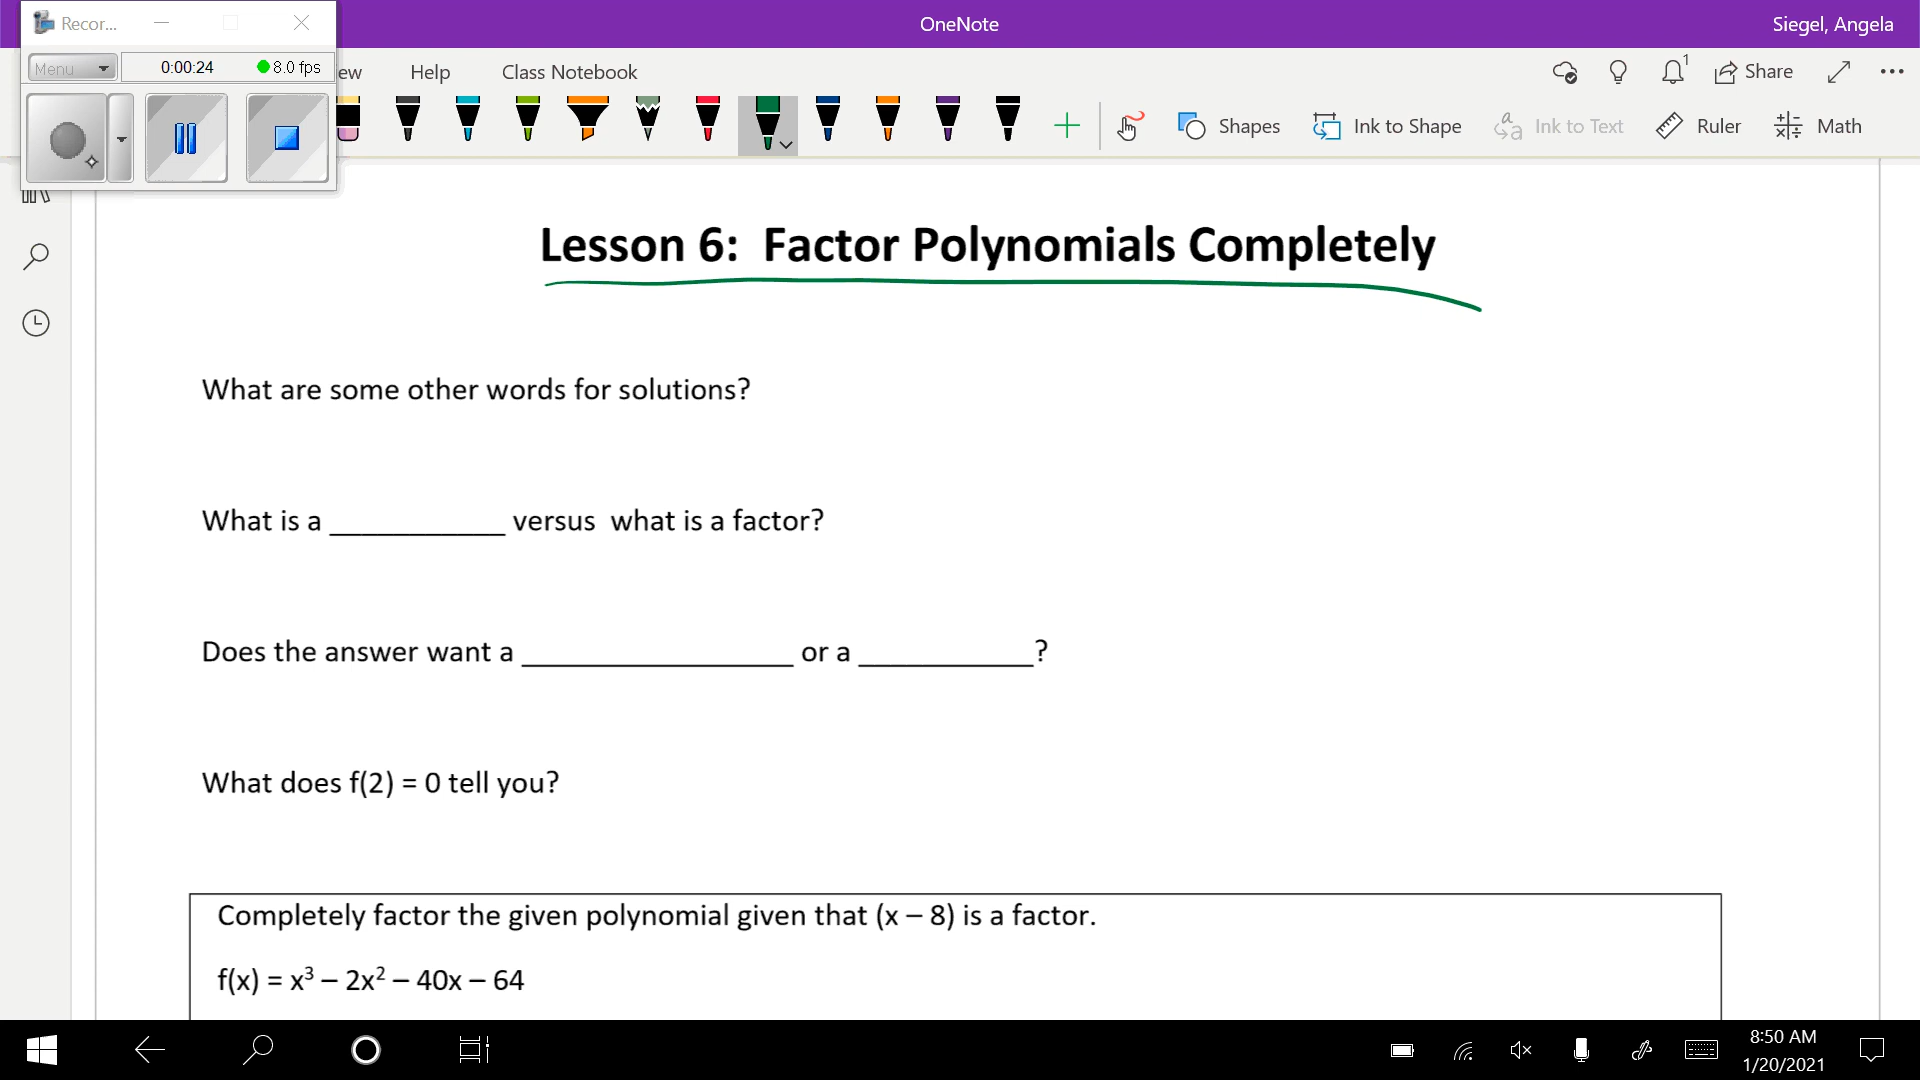 Recor...
OneNote
Siegel, Angela
Menu
0:00:24
8.0 fps
ew
Help
Class Notebook
1
Share
Shapes
Ink to Shape
Ink to Text
Ruler
Math
Lesson 6: Factor Polynomials Completely
What are some other words for solutions?
What is a ___________ versus what is a factor?
Does the answer want a _________________ or a ___________?
What does f(2) = 0 tell you?
Completely factor the given polynomial given that (x – 8) is a factor.
f(x) = x³ – 2x² – 40x – 64
8:50 AM
1/20/2021